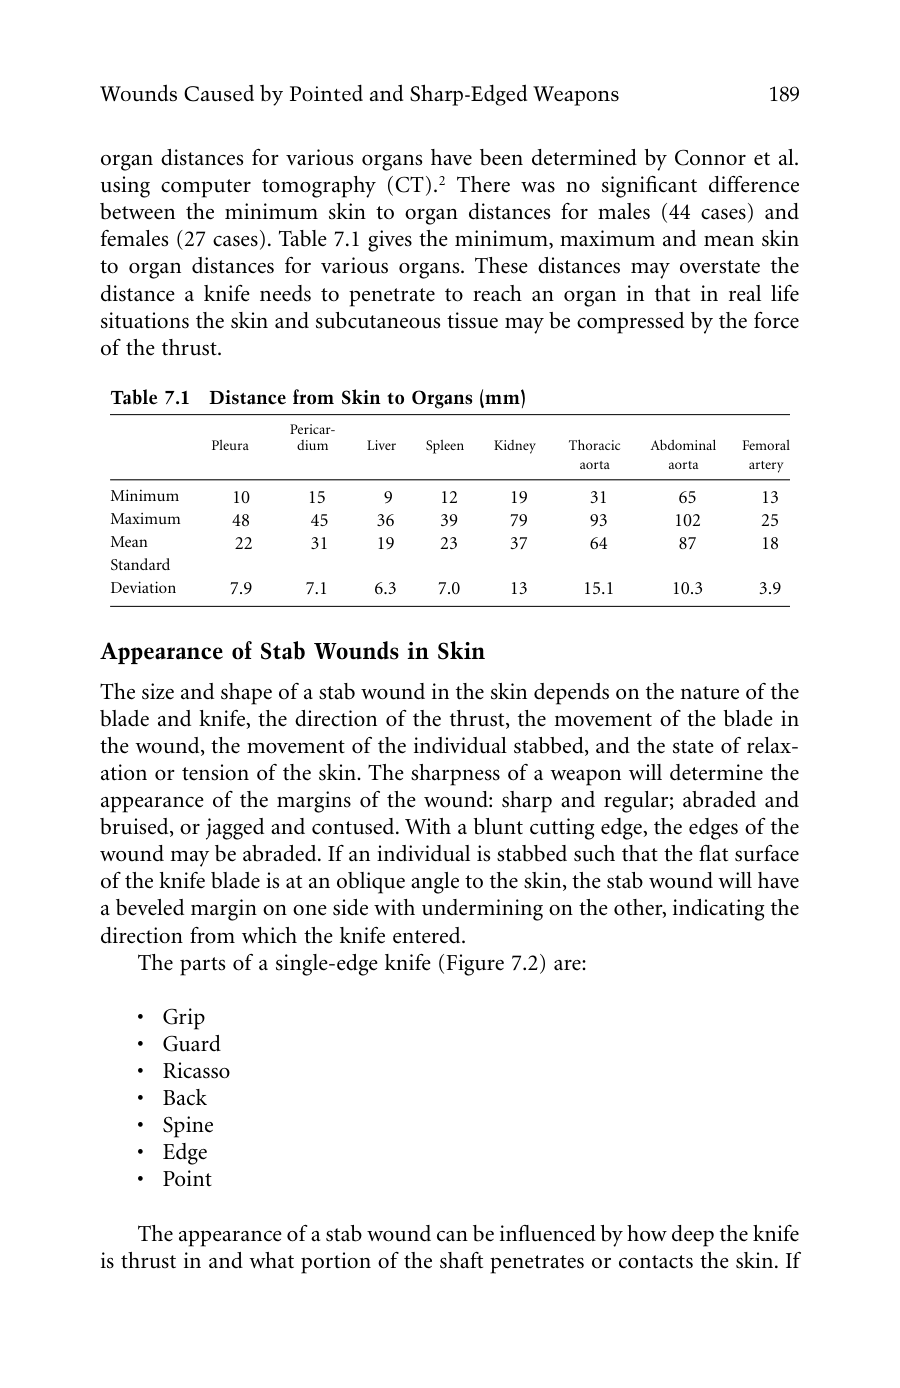 Wounds Caused by Pointed and Sharp-Edged Weapons 189
organ distances for various organs have been determined by Connor et al.
using computer tomography (CT).² There was no significant difference
between the minimum skin to organ distances for males (44 cases) and
females (27 cases). Table 7.1 gives the minimum, maximum and mean skin
to organ distances for various organs. These distances may overstate the
distance a knife needs to penetrate to reach an organ in that in real life
situations the skin and subcutaneous tissue may be compressed by the force
of the thrust.
Table 7.1 Distance from Skin to Organs (mm)
Pericar-
Pleura dium Liver Spleen Kidney Thoracic Abdominal Femoral
aorta aorta artery
Minimum 10 15 9 12 19 31 65 13
Maximum 48 45 36 39 79 93 102 25
Mean 22 31 19 23 37 64 87 18
Standard
Deviation 7.9 7.1 6.3 7.0 13 15.1 10.3 3.9
Appearance of Stab Wounds in Skin
The size and shape of a stab wound in the skin depends on the nature of the
blade and knife, the direction of the thrust, the movement of the blade in
the wound, the movement of the individual stabbed, and the state of relax-
ation or tension of the skin. The sharpness of a weapon will determine the
appearance of the margins of the wound: sharp and regular; abraded and
bruised, or jagged and contused. With a blunt cutting edge, the edges of the
wound may be abraded. If an individual is stabbed such that the flat surface
of the knife blade is at an oblique angle to the skin, the stab wound will have
a beveled margin on one side with undermining on the other, indicating the
direction from which the knife entered.
The parts of a single-edge knife (Figure 7.2) are:
• Grip
• Guard
• Ricasso
• Back
• Spine
• Edge
• Point
The appearance of a stab wound can be influenced by how deep the knife
is thrust in and what portion of the shaft penetrates or contacts the skin. If